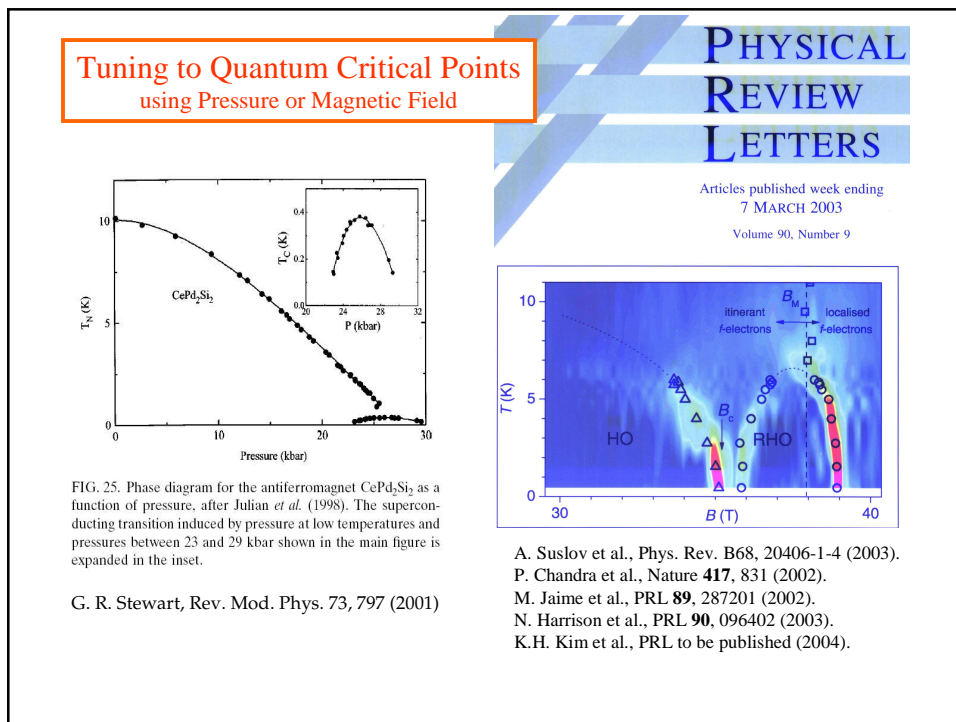 Tuning to Quantum Critical Points
using Pressure or Magnetic Field
PHYSICAL
REVIEW
LETTERS
Articles published week ending
7 MARCH 2003
Volume 90, Number 9
10
5
0
T_N (K)
CePd₂Si₂
0.4
0.2
0.0
T_C (K)
20 24 28 32
P (kbar)
0 10 20 30
Pressure (kbar)
FIG. 25. Phase diagram for the antiferromagnet CePd₂Si₂ as a
function of pressure, after Julian et al. (1998). The supercon-
ducting transition induced by pressure at low temperatures and
pressures between 23 and 29 kbar shown in the main figure is
expanded in the inset.
G. R. Stewart, Rev. Mod. Phys. 73, 797 (2001)
10
5
0
T (K)
B_M
itinerant localised
f-electrons f-electrons
B_c
HO RHO
30 40
B (T)
A. Suslov et al., Phys. Rev. B68, 20406-1-4 (2003).
P. Chandra et al., Nature 417, 831 (2002).
M. Jaime et al., PRL 89, 287201 (2002).
N. Harrison et al., PRL 90, 096402 (2003).
K.H. Kim et al., PRL to be published (2004).